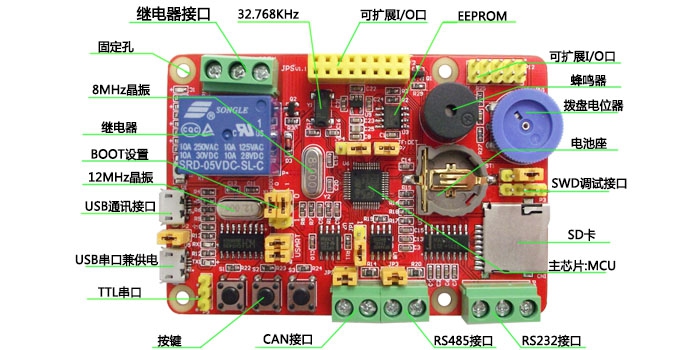 继电器接口
32.768KHz
可扩展I/O口
EEPROM
固定孔
可扩展I/O口
8MHz晶振
蜂鸣器
拨盘电位器
继电器
电池座
BOOT设置
12MHz晶振
SWD调试接口
USB通讯接口
SD卡
USB串口兼供电
主芯片:MCU
TTL串口
按键
CAN接口
RS485接口
RS232接口
SONGLE
10A 250VAC 10A 125VAC
10A 30VDC 10A 28VDC
SRD-05VDC-SL-C
USART